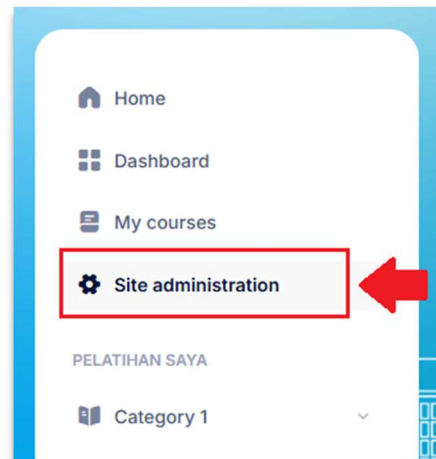 Home
Dashboard
My courses
Site administration
PELATIHAN SAYA
Category 1